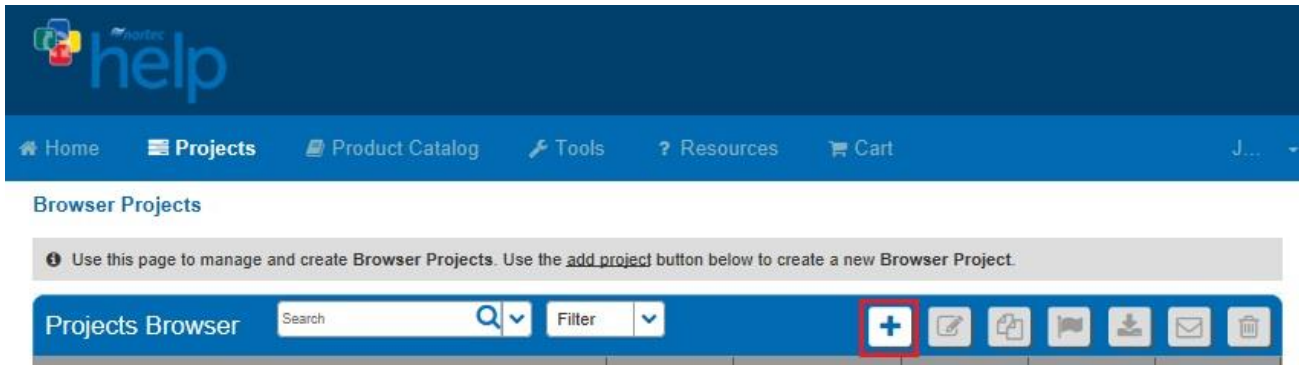 nortec
help
Home Projects Product Catalog Tools ? Resources Cart J...
Browser Projects
Use this page to manage and create Browser Projects. Use the add project button below to create a new Browser Project.
Projects Browser Search Filter